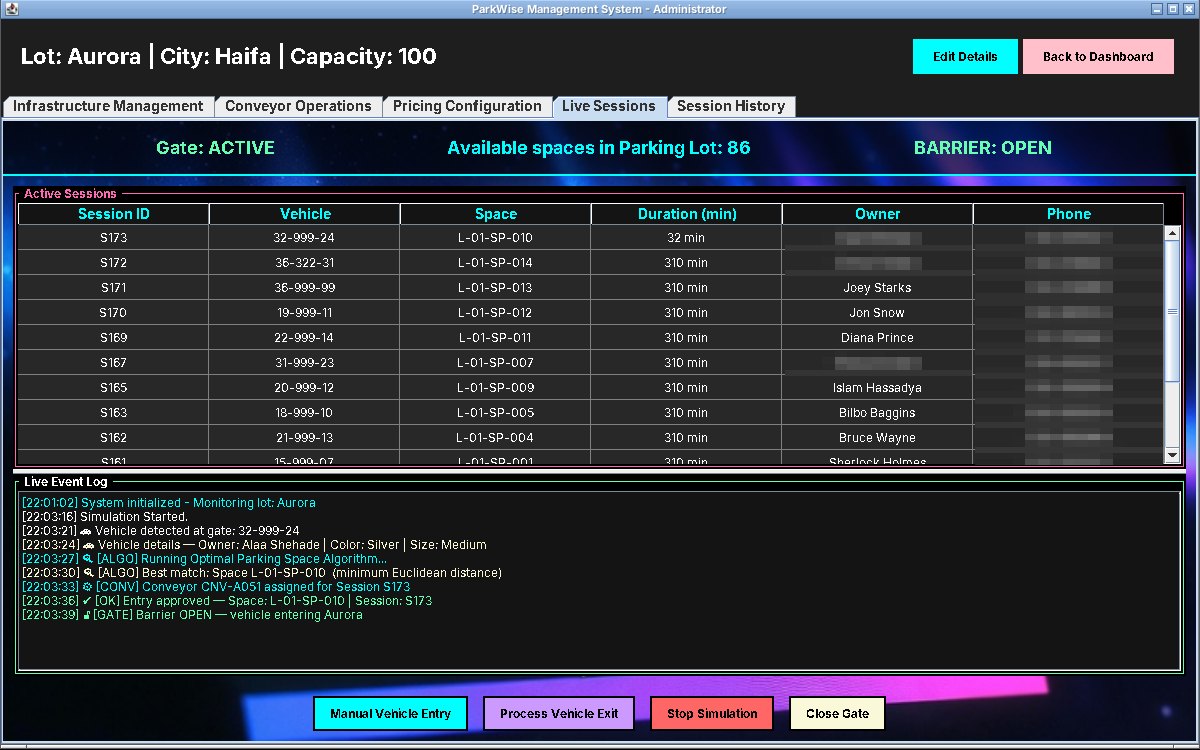 ParkWise Management System - Administrator
Lot: Aurora | City: Haifa | Capacity: 100
Edit Details
Back to Dashboard
Infrastructure Management
Conveyor Operations
Pricing Configuration
Live Sessions
Session History
Gate: ACTIVE
Available spaces in Parking Lot: 86
BARRIER: OPEN
Active Sessions
Session ID Vehicle Space Duration (min) Owner Phone
S173 32-999-24 L-01-SP-010 32 min
S172 36-322-31 L-01-SP-014 310 min
S171 36-999-99 L-01-SP-013 310 min Joey Starks
S170 19-999-11 L-01-SP-012 310 min Jon Snow
S169 22-999-14 L-01-SP-011 310 min Diana Prince
S167 31-999-23 L-01-SP-007 310 min
S165 20-999-12 L-01-SP-009 310 min Islam Hassadya
S163 18-999-10 L-01-SP-005 310 min Bilbo Baggins
S162 21-999-13 L-01-SP-004 310 min Bruce Wayne
S161 15-999-07 L-01-SP-001 310 min Sherlock Holmes
Live Event Log
[22:01:02] System initialized - Monitoring lot: Aurora
[22:03:16] Simulation Started.
[22:03:21] Vehicle detected at gate: 32-999-24
[22:03:24] Vehicle details — Owner: Alaa Shehade | Color: Silver | Size: Medium
[22:03:27] [ALGO] Running Optimal Parking Space Algorithm...
[22:03:30] [ALGO] Best match: Space L-01-SP-010 (minimum Euclidean distance)
[22:03:33] [CONV] Conveyor CNV-A051 assigned for Session S173
[22:03:36] ✔ [OK] Entry approved — Space: L-01-SP-010 | Session: S173
[22:03:39] [GATE] Barrier OPEN — vehicle entering Aurora
Manual Vehicle Entry
Process Vehicle Exit
Stop Simulation
Close Gate